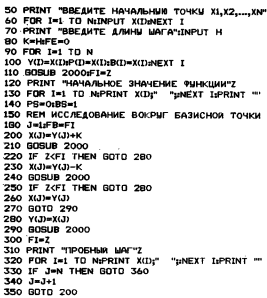 50 PRINT "ВВЕДИТЕ НАЧАЛЬНУЮ ТОЧКУ X1,X2,...,XN"
60 FOR I=1 TO N:INPUT X(I):NEXT I
70 PRINT "ВВЕДИТЕ ДЛИНЫ ШАГА":INPUT H
80 K=H:FE=0
90 FOR I=1 TO N
100 Y(I)=X(I):P(I)=X(I):B(I)=X(I):NEXT I
110 GOSUB 2000:FI=Z
120 PRINT "НАЧАЛЬНОЕ ЗНАЧЕНИЕ ФУНКЦИИ"Z
130 FOR I=1 TO N:PRINT X(I);" ";:NEXT I:PRINT ""
140 PS=0:BS=1
150 REM ИССЛЕДОВАНИЕ ВОКРУГ БАЗИСНОЙ ТОЧКИ
180 J=1:FB=FI
200 X(J)=Y(J)+K
210 GOSUB 2000
220 IF Z<FI THEN GOTO 280
230 X(J)=Y(J)-K
240 GOSUB 2000
250 IF Z<FI THEN GOTO 280
260 X(J)=Y(J)
270 GOTO 290
280 Y(J)=X(J)
290 GOSUB 2000
300 FI=Z
310 PRINT "ПРОБНЫЙ ШАГ"Z
320 FOR I=1 TO N:PRINT X(I);" ";:NEXT I:PRINT ""
330 IF J=N THEN GOTO 360
340 J=J+1
350 GOTO 200